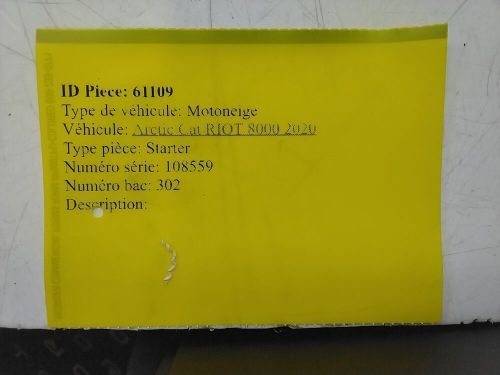 ID Piece: 61109
Type de véhicule: Motoneige
Véhicule: Arctic Cat RIOT 8000 2020
Type pièce: Starter
Numéro série: 108559
Numéro bac: 302
Description: